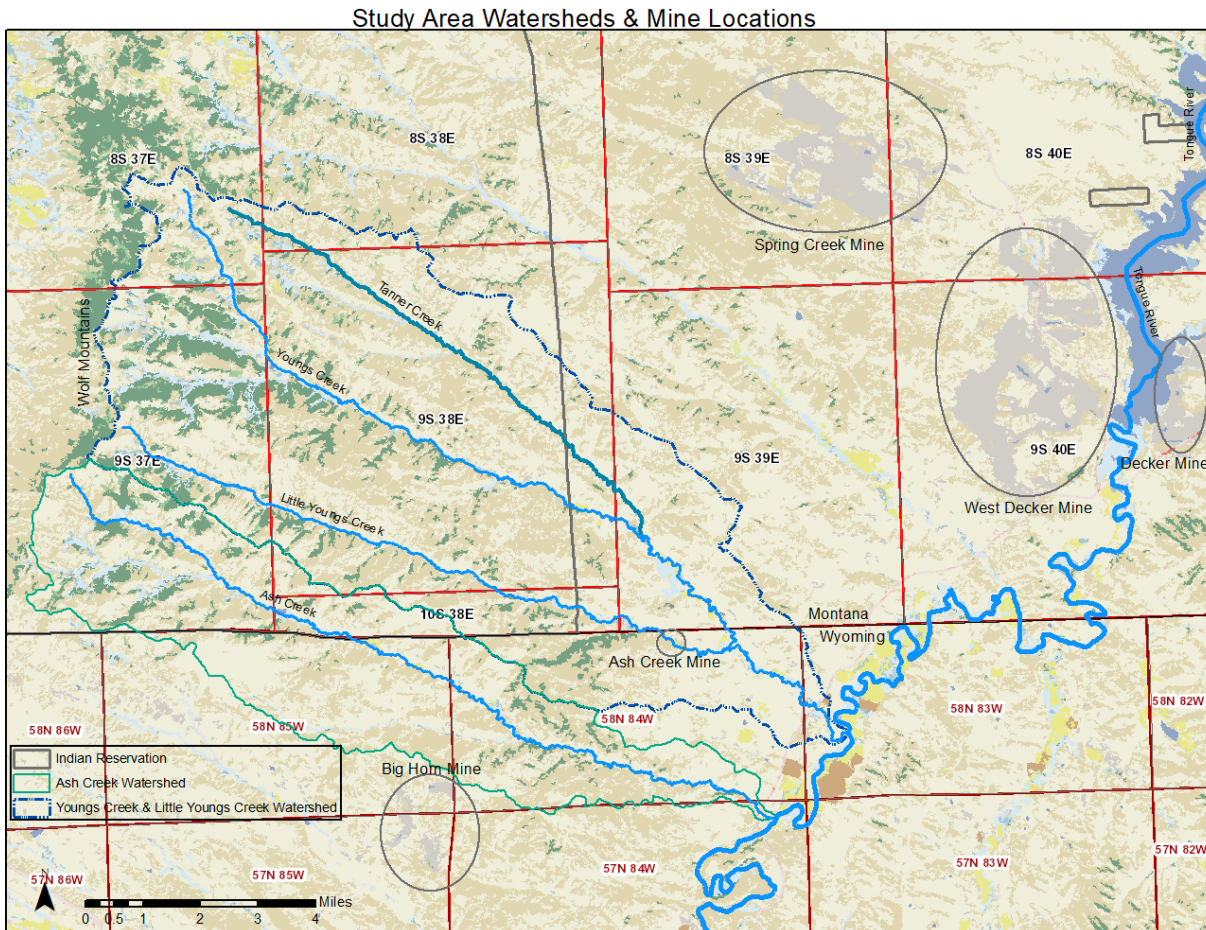 Study Area Watersheds & Mine Locations
Tongue River
8S 38E
8S 37E
8S 39E
8S 40E
Spring Creek Mine
Tongue River
Tanner Creek
Wolf Mountains
Youngs Creek
9S 38E
9S 39E
9S 40E
9S 37E
Decker Mine
Little Youngs Creek
West Decker Mine
Ash Creek
10S 38E
Montana
Wyoming
Ash Creek Mine
58N 86W
58N 85W
58N 84W
58N 83W
58N 82W
Indian Reservation
Ash Creek Watershed
Youngs Creek & Little Youngs Creek Watershed
Big Horn Mine
57N 86W
57N 85W
57N 84W
57N 83W
57N 82W
N
Miles
0 0.5 1 2 3 4